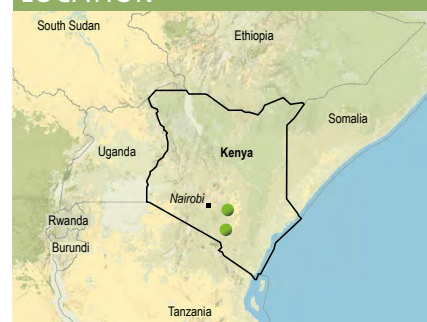 LOCATION
South Sudan
Ethiopia
Somalia
Uganda
Kenya
Nairobi
Rwanda
Burundi
Tanzania